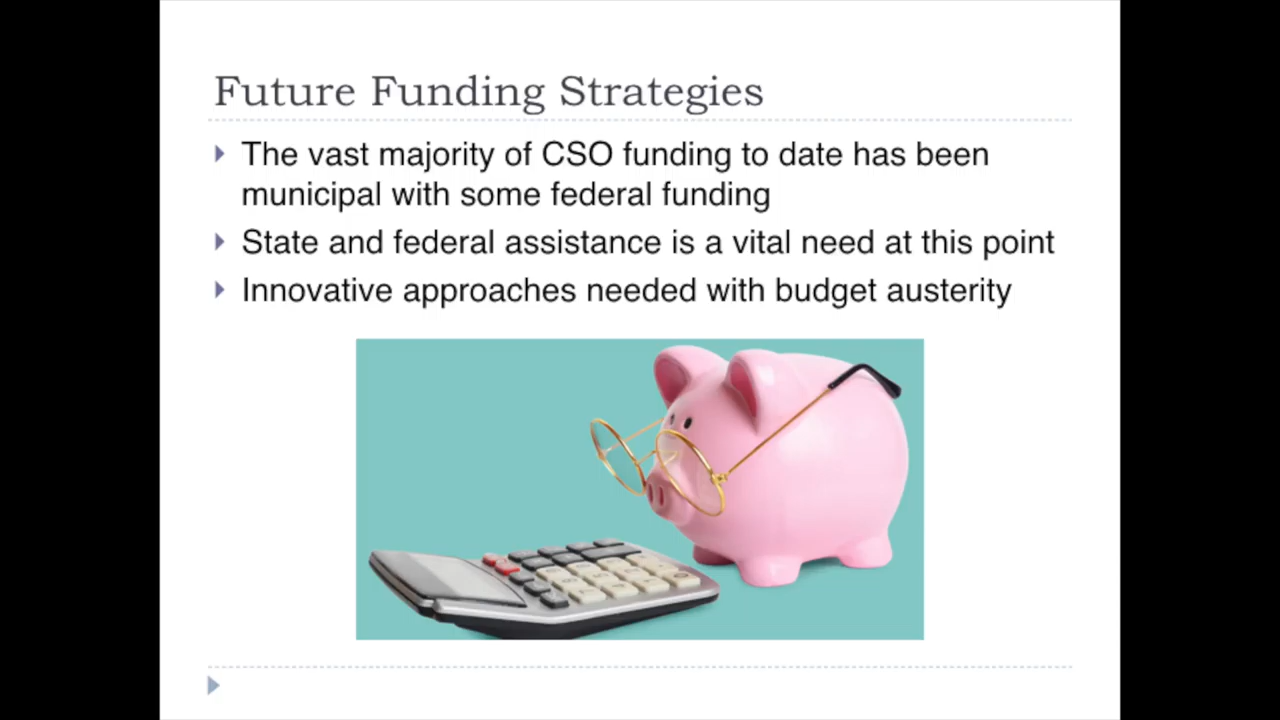 Future Funding Strategies
The vast majority of CSO funding to date has been
municipal with some federal funding
State and federal assistance is a vital need at this point
Innovative approaches needed with budget austerity